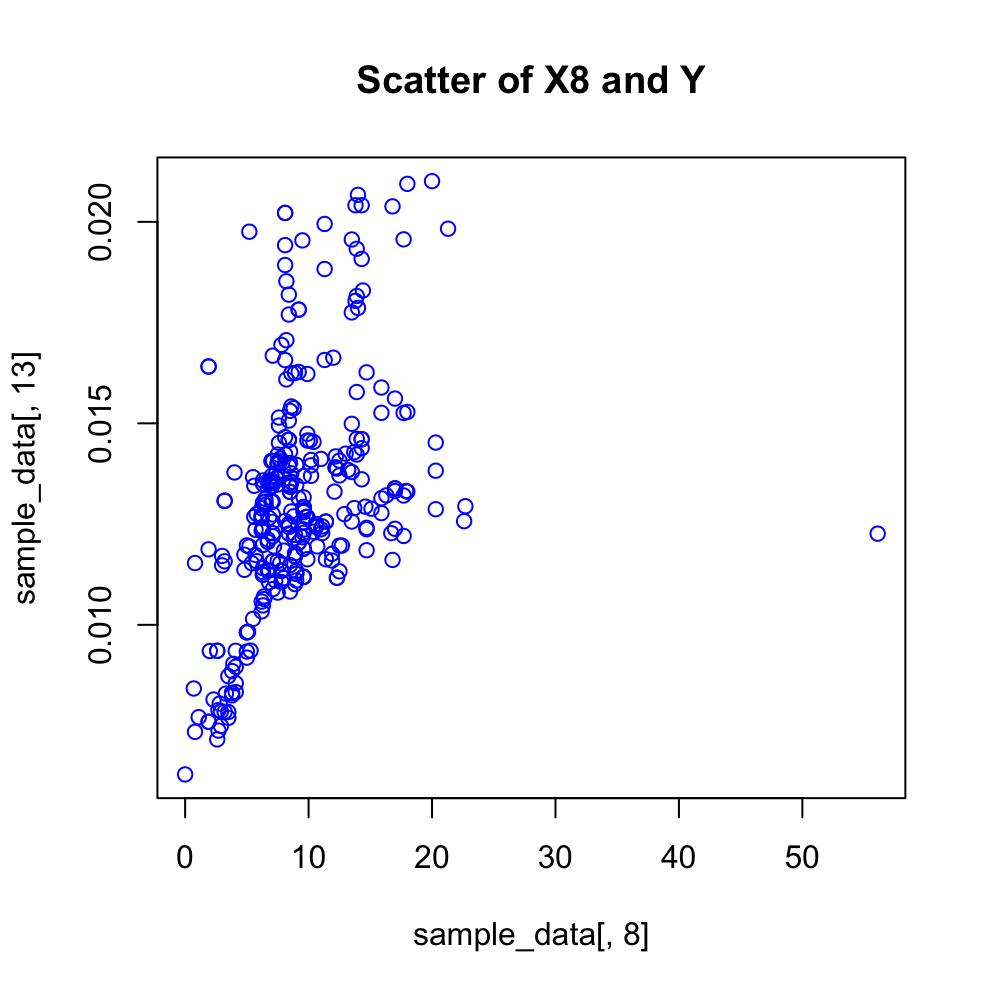 Scatter of X8 and Y
sample_data[, 13]
0.020
0.015
0.010
0 10 20 30 40 50
sample_data[, 8]